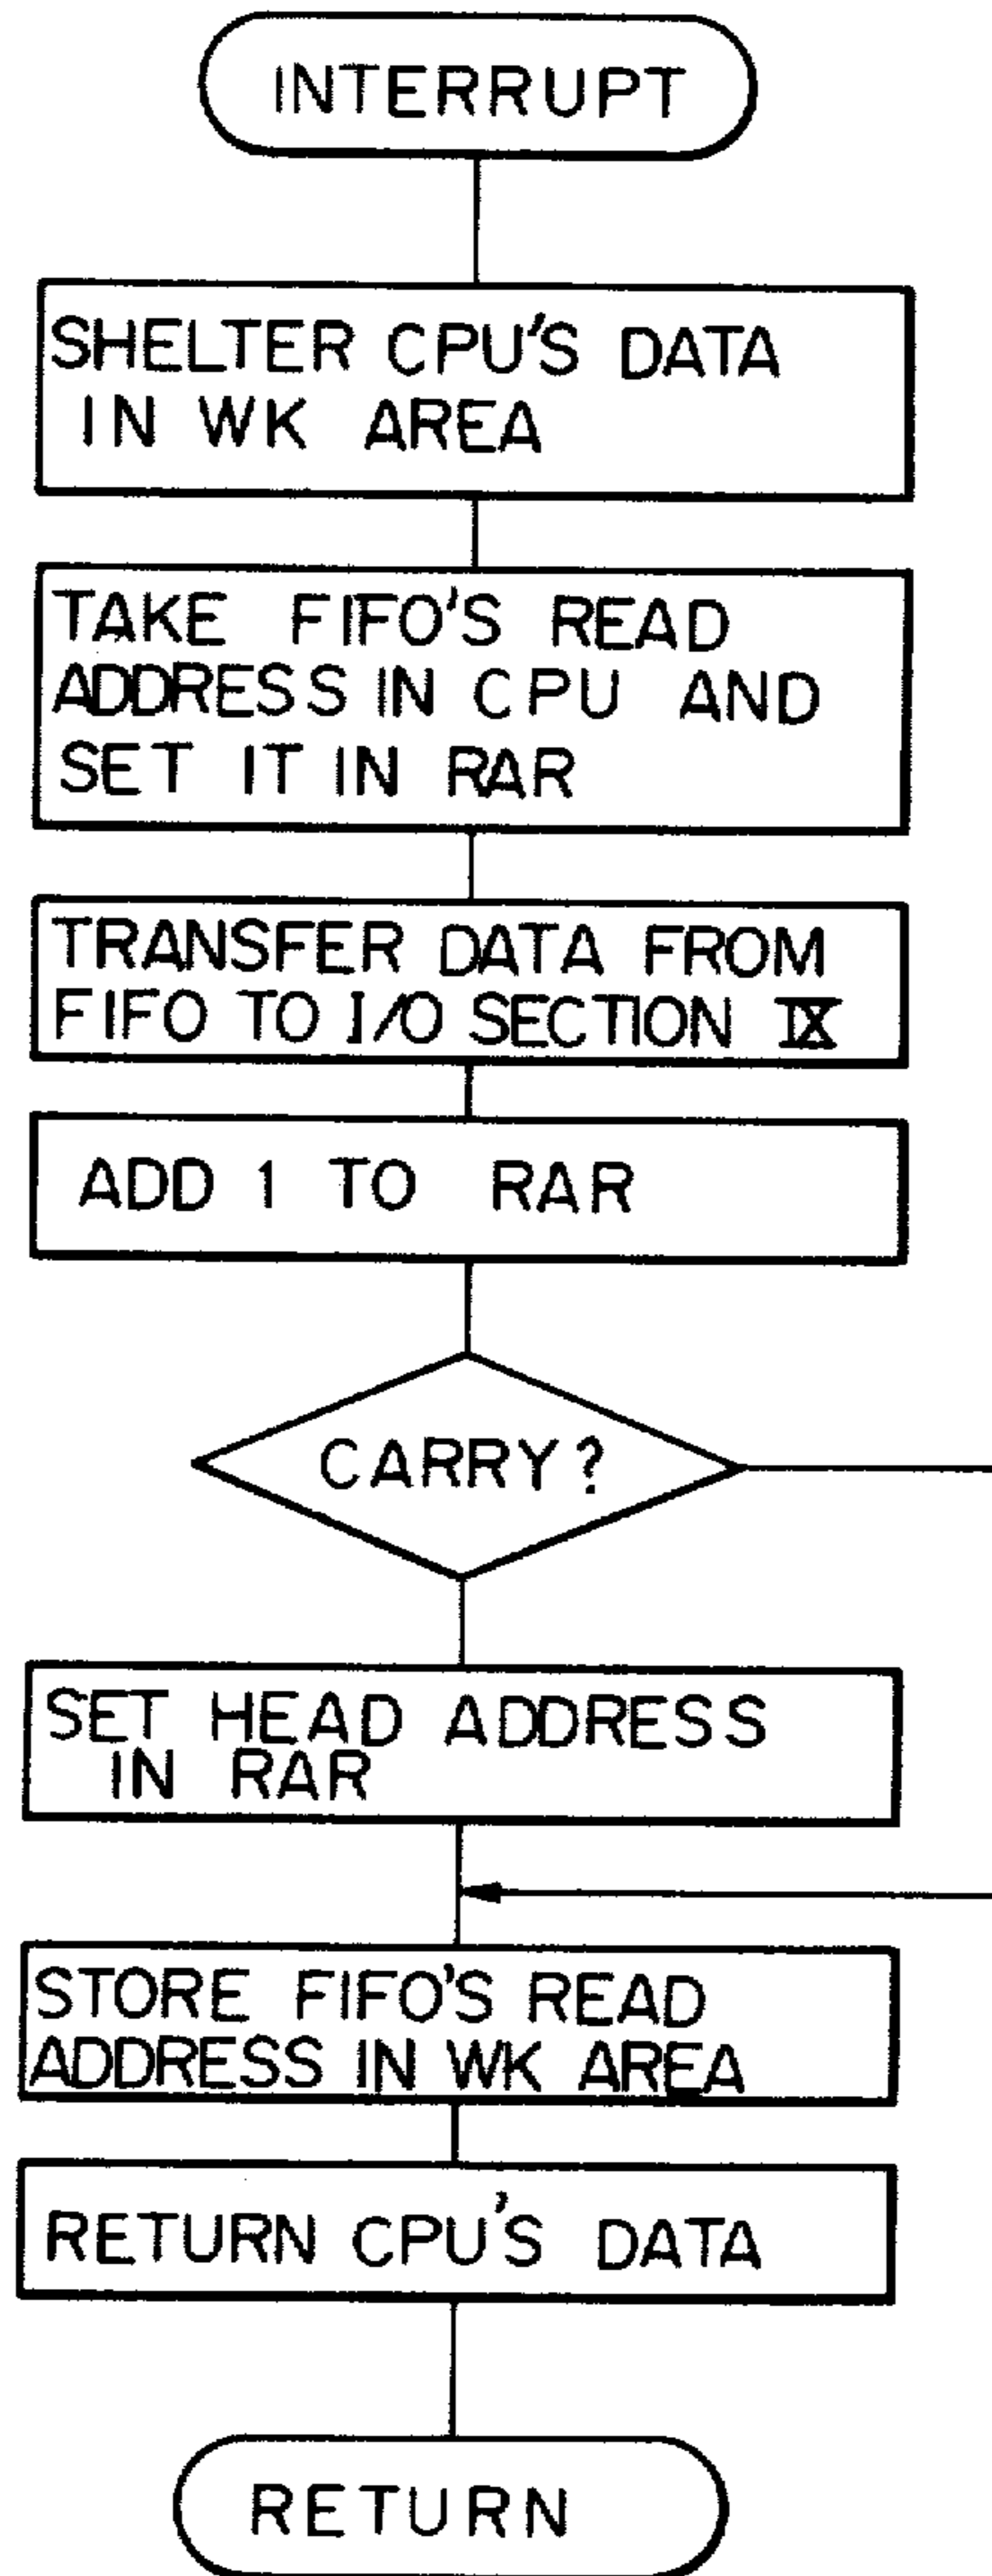 INTERRUPT
SHELTER CPU'S DATA
IN WK AREA
TAKE FIFO'S READ
ADDRESS IN CPU AND
SET IT IN RAR
TRANSFER DATA FROM
FIFO TO I/O SECTION IX
ADD 1 TO RAR
CARRY?
SET HEAD ADDRESS
IN RAR
STORE FIFO'S READ
ADDRESS IN WK AREA
RETURN CPU'S DATA
RETURN